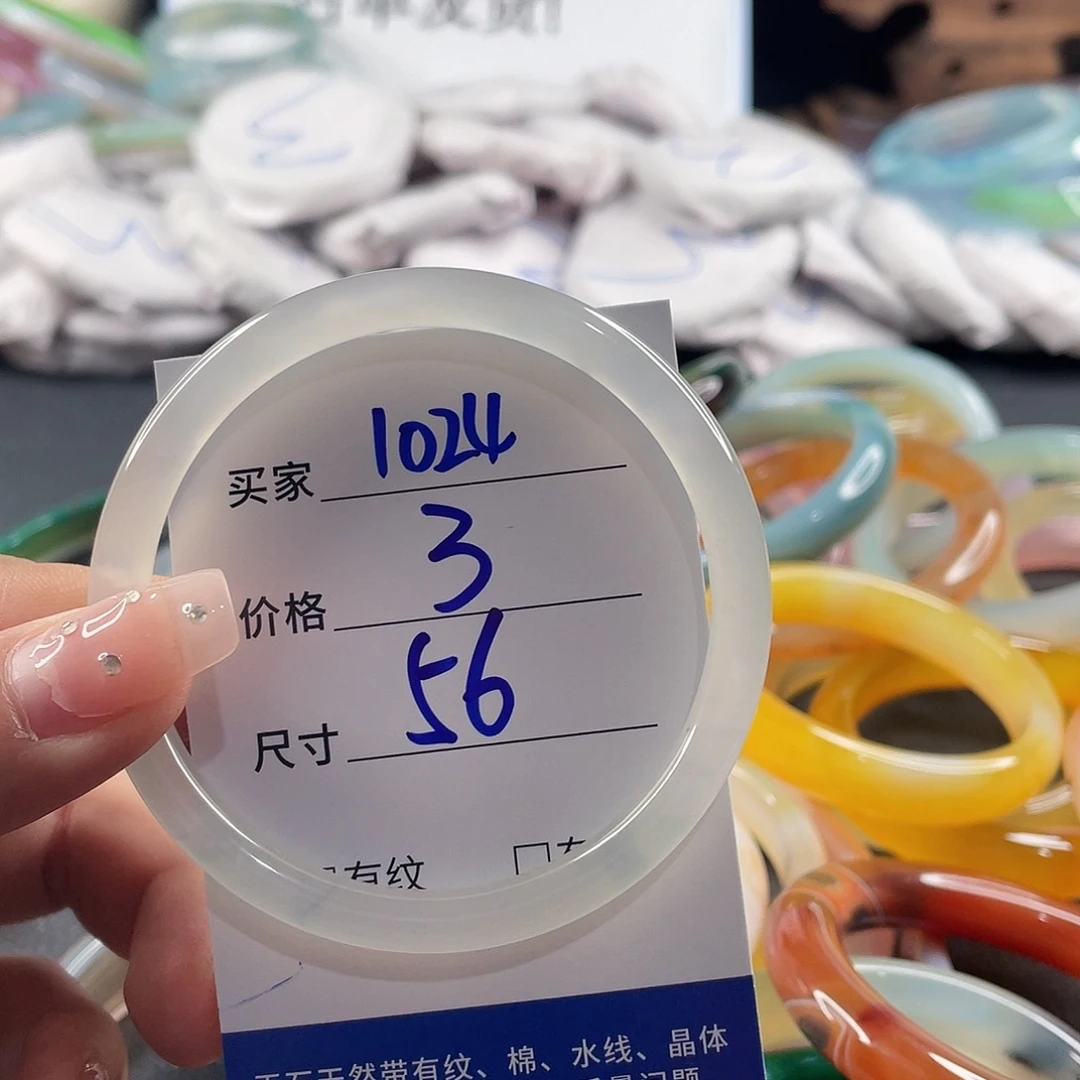 买家 1024
价格 3
尺寸 56
有纹
天然带有纹、棉、水线、晶体